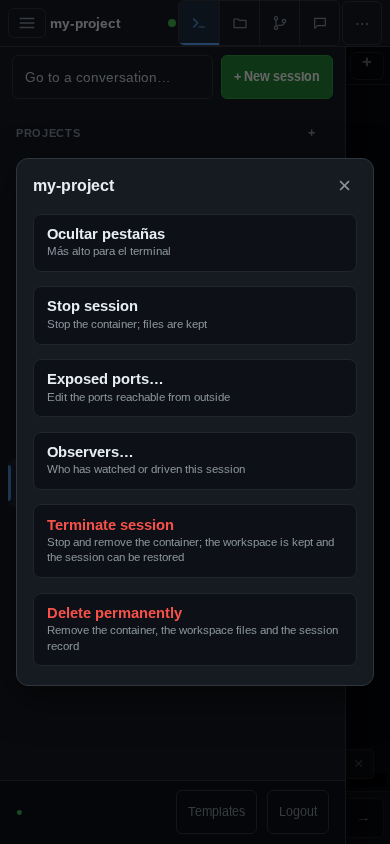 my-project
Go to a conversation…
+ New session
PROJECTS
+
my-project
Ocultar pestañas
Más alto para el terminal
Stop session
Stop the container; files are kept
Exposed ports…
Edit the ports reachable from outside
Observers…
Who has watched or driven this session
Terminate session
Stop and remove the container; the workspace is kept and
the session can be restored
Delete permanently
Remove the container, the workspace files and the session
record
Templates
Logout